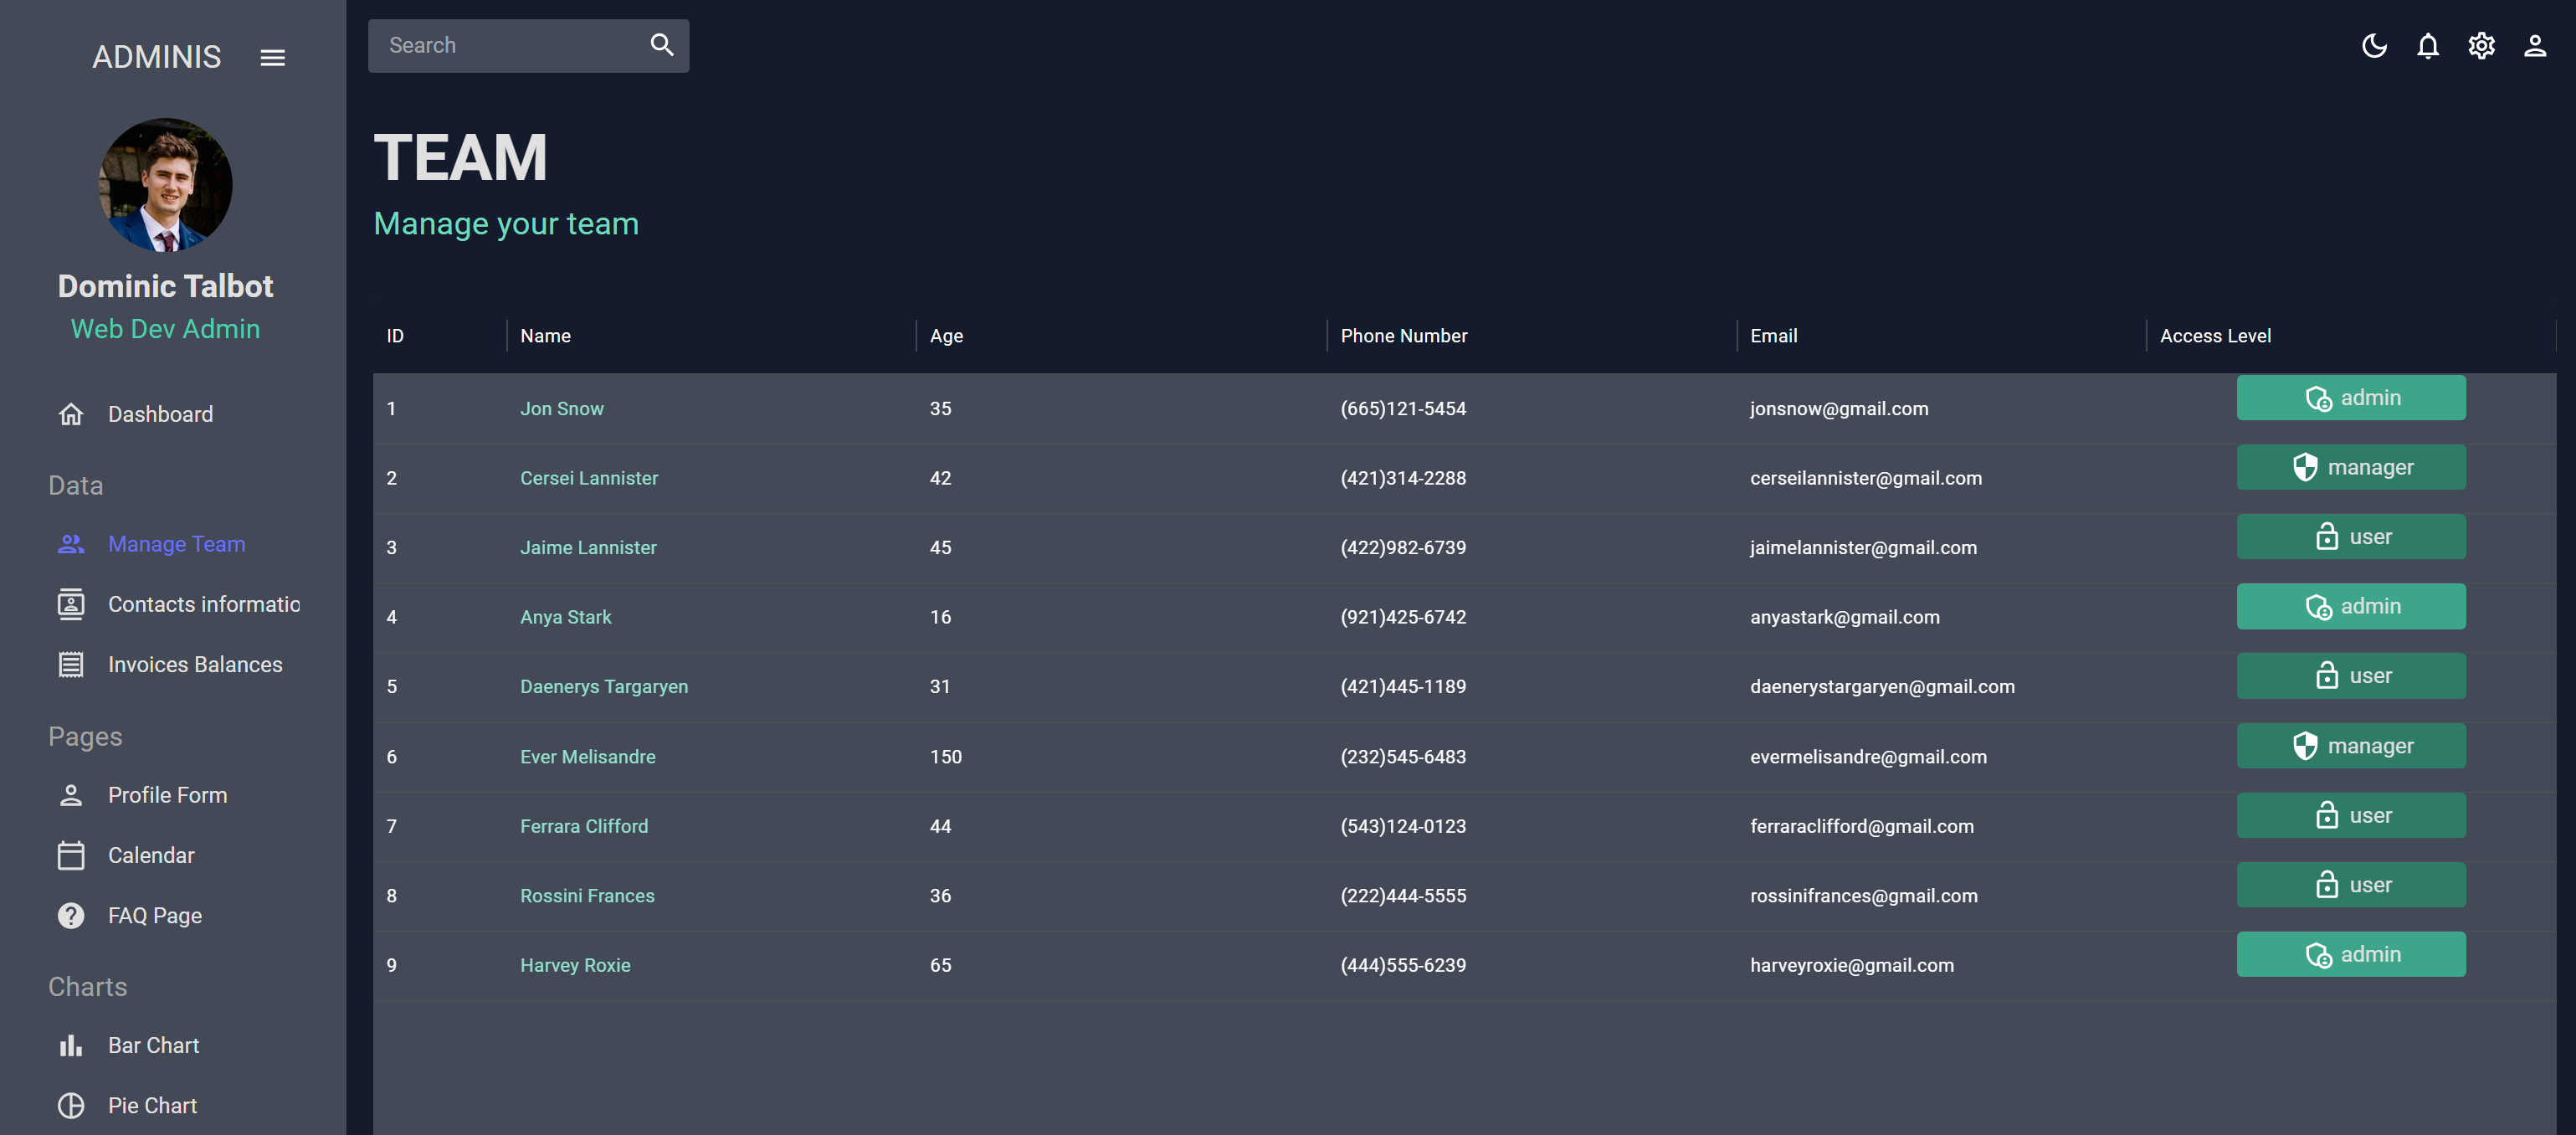 ADMINIS
Dominic Talbot
Web Dev Admin
Dashboard
Data
Manage Team
Contacts informatio
Invoices Balances
Pages
Profile Form
Calendar
FAQ Page
Charts
Bar Chart
Pie Chart
Search
TEAM
Manage your team
ID Name Age Phone Number Email Access Level
1 Jon Snow 35 (665)121-5454 jonsnow@gmail.com admin
2 Cersei Lannister 42 (421)314-2288 cerseilannister@gmail.com manager
3 Jaime Lannister 45 (422)982-6739 jaimelannister@gmail.com user
4 Anya Stark 16 (921)425-6742 anyastark@gmail.com admin
5 Daenerys Targaryen 31 (421)445-1189 daenerystargaryen@gmail.com user
6 Ever Melisandre 150 (232)545-6483 evermelisandre@gmail.com manager
7 Ferrara Clifford 44 (543)124-0123 ferraraclifford@gmail.com user
8 Rossini Frances 36 (222)444-5555 rossinifrances@gmail.com user
9 Harvey Roxie 65 (444)555-6239 harveyroxie@gmail.com admin